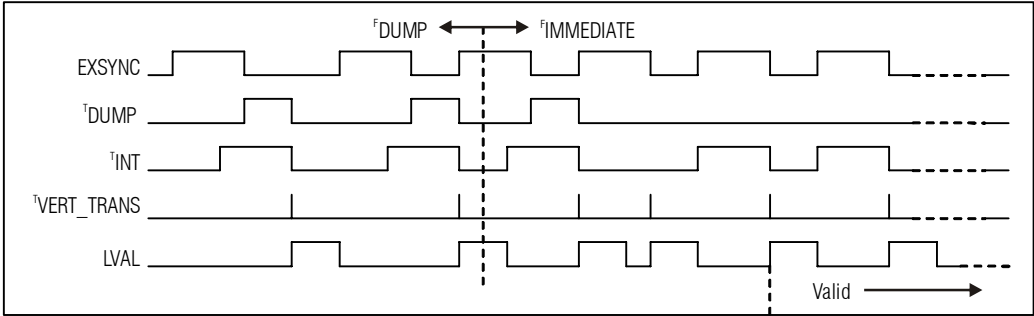 ᶠDUMP ᶠIMMEDIATE
EXSYNC
ᵀDUMP
ᵀINT
ᵀVERT_TRANS
LVAL
Valid